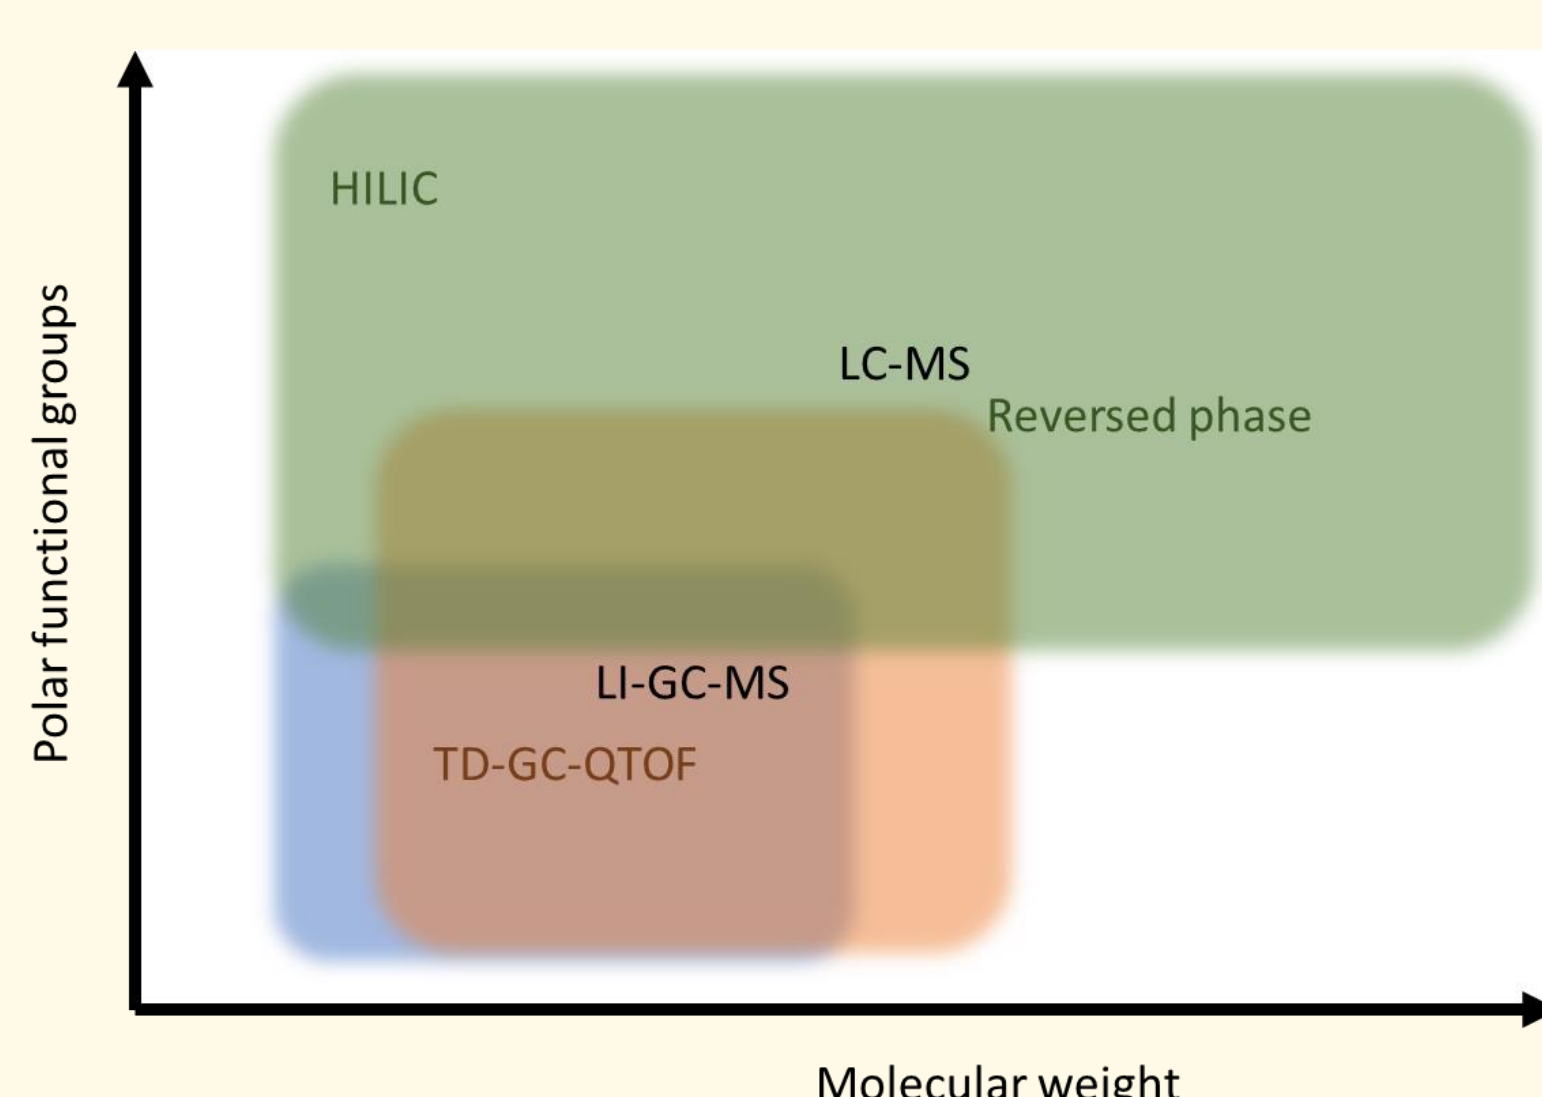 HILIC
LC-MS
Reversed phase
Polar functional groups
LI-GC-MS
TD-GC-QTOF
Molecular weight